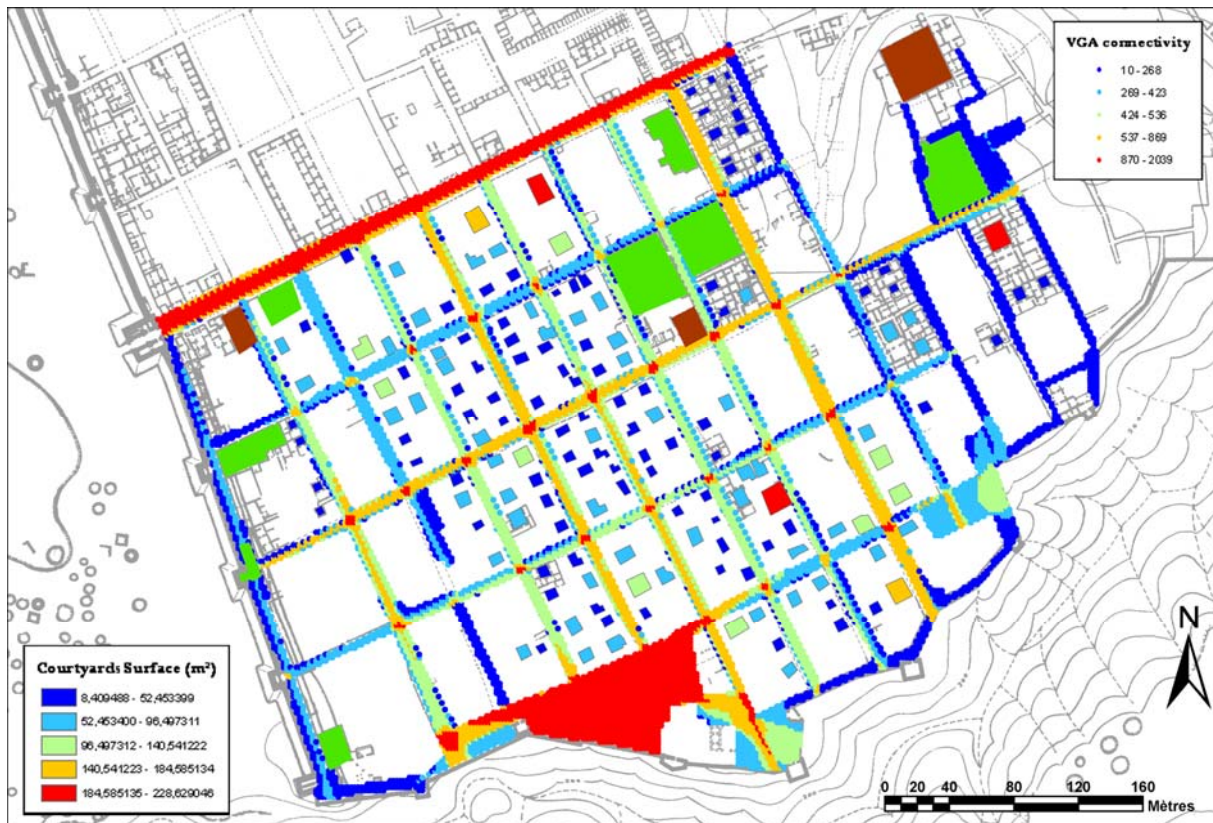 VGA connectivity
10 - 268
269 - 423
424 - 536
537 - 869
870 - 2039
N
Courtyards Surface (m²)
8,409488 - 52,453399
52,453400 - 96,497311
96,497312 - 140,541222
140,541223 - 184,585134
184,585135 - 228,629046
0 20 40 80 120 160
Mètres